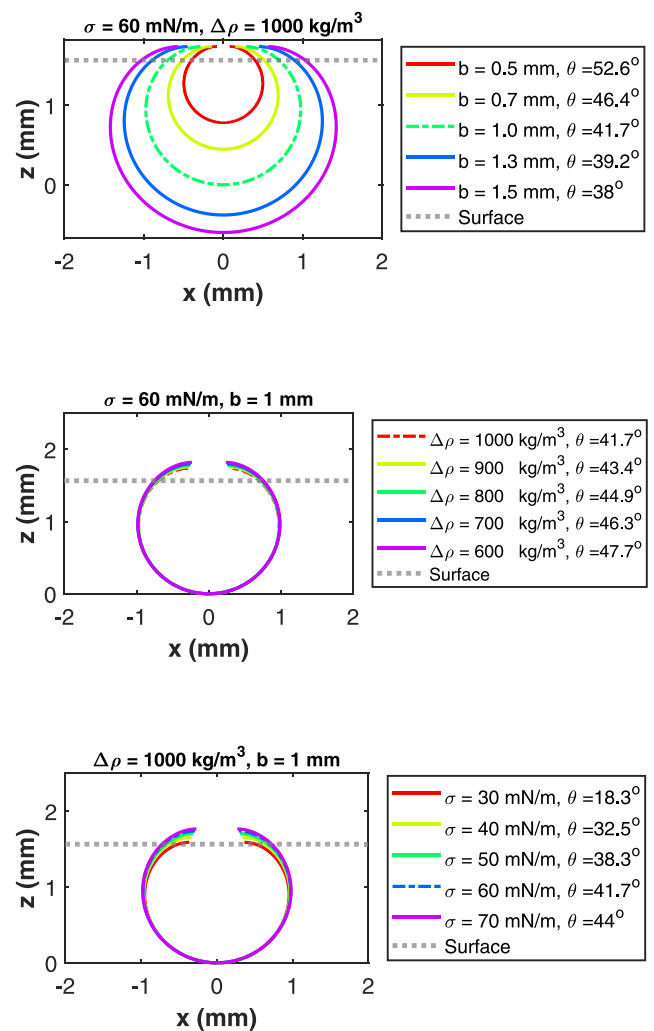 σ = 60 mN/m, Δρ = 1000 kg/m³
z (mm)
1
0
-2 -1 0 1 2
x (mm)
b = 0.5 mm, θ =52.6°
b = 0.7 mm, θ =46.4°
b = 1.0 mm, θ =41.7°
b = 1.3 mm, θ =39.2°
b = 1.5 mm, θ =38°
Surface
σ = 60 mN/m, b = 1 mm
z (mm)
2
1
0
-2 -1 0 1 2
x (mm)
Δρ = 1000 kg/m³, θ =41.7°
Δρ = 900 kg/m³, θ =43.4°
Δρ = 800 kg/m³, θ =44.9°
Δρ = 700 kg/m³, θ =46.3°
Δρ = 600 kg/m³, θ =47.7°
Surface
Δρ = 1000 kg/m³, b = 1 mm
z (mm)
2
1
0
-2 -1 0 1 2
x (mm)
σ = 30 mN/m, θ =18.3°
σ = 40 mN/m, θ =32.5°
σ = 50 mN/m, θ =38.3°
σ = 60 mN/m, θ =41.7°
σ = 70 mN/m, θ =44°
Surface